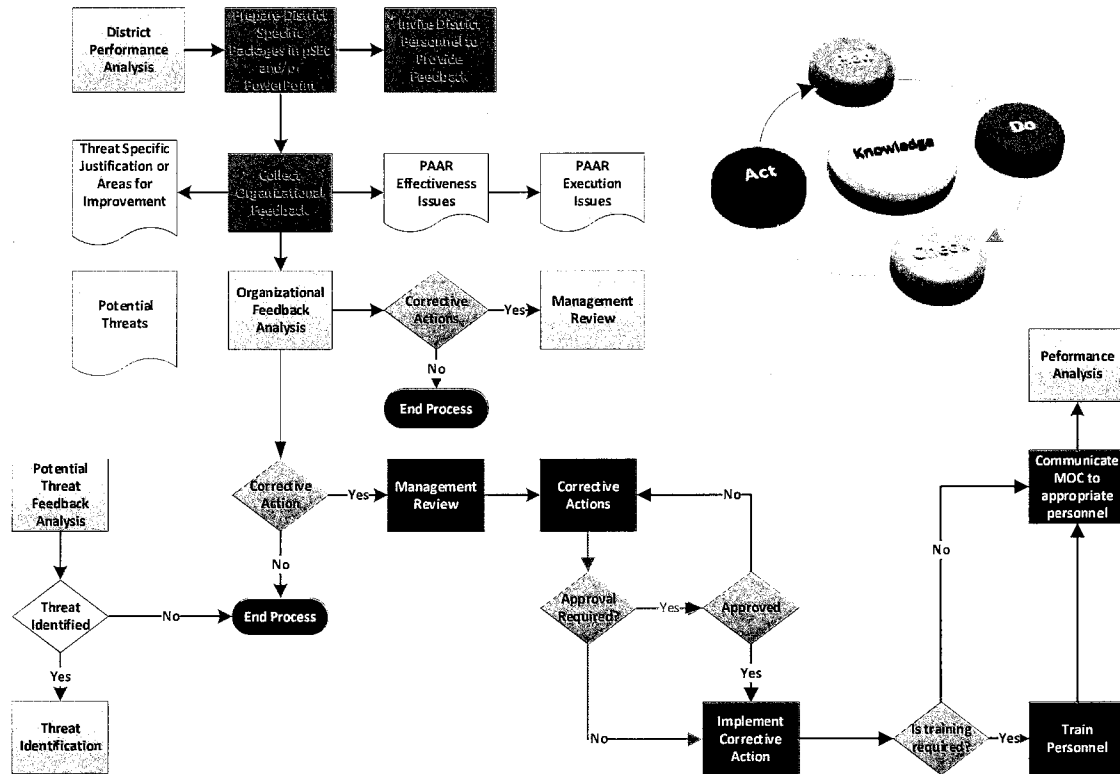 District
Performance
Analysis
Prepare District
Specific
Packages in pSEc
and/or
PowerPoint
Invite District
Personnel to
Provide
Feedback
Act
Knowledge
Do
Check
Threat Specific
Justification or
Areas for
Improvement
Collect
Organizational
Feedback
PAAR
Effectiveness
Issues
PAAR
Execution
Issues
Potential
Threats
Organizational
Feedback
Analysis
Corrective
Actions
Yes
Management
Review
No
End Process
Peformance
Analysis
Potential
Threat
Feedback
Analysis
Corrective
Action
Yes
Management
Review
Corrective
Actions
No
Communicate
MOC to
appropriate
personnel
No
No
Threat
Identified
No
End Process
Approval
Required?
Yes
Approved
Yes
Yes
Threat
Identification
No
Implement
Corrective
Action
Is training
required?
Yes
Train
Personnel